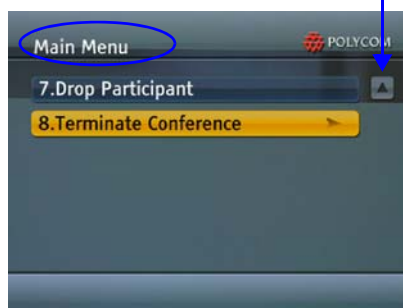 Main Menu
POLYCOM
7.Drop Participant
8.Terminate Conference